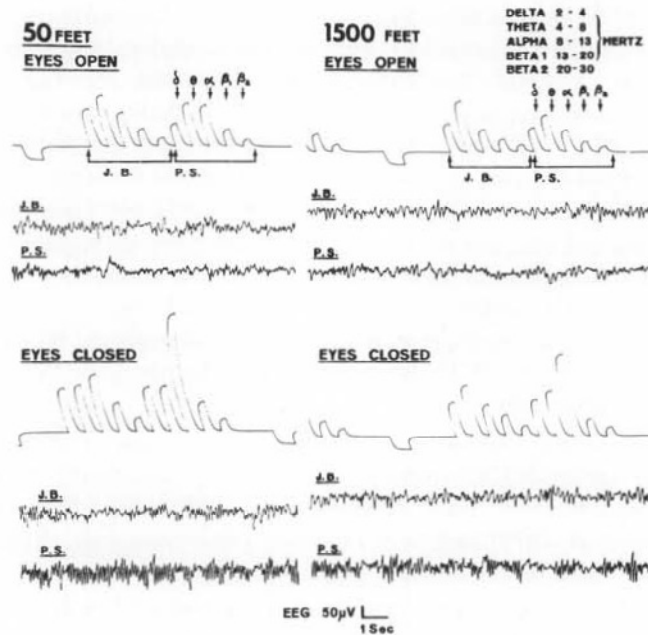 50 FEET
EYES OPEN
δ θ α β₁ β₂
J. B. P. S.
J.B.
P.S.
1500 FEET
DELTA 2 - 4
THETA 4 - 8
ALPHA 8 - 13
BETA 1 13 - 20
BETA 2 20 - 30
HERTZ
EYES OPEN
δ θ α β₁ β₂
J. B. P. S.
J.B.
P.S.
EYES CLOSED
J.B.
P.S.
EYES CLOSED
J.B.
P.S.
EEG 50µV
1 Sec